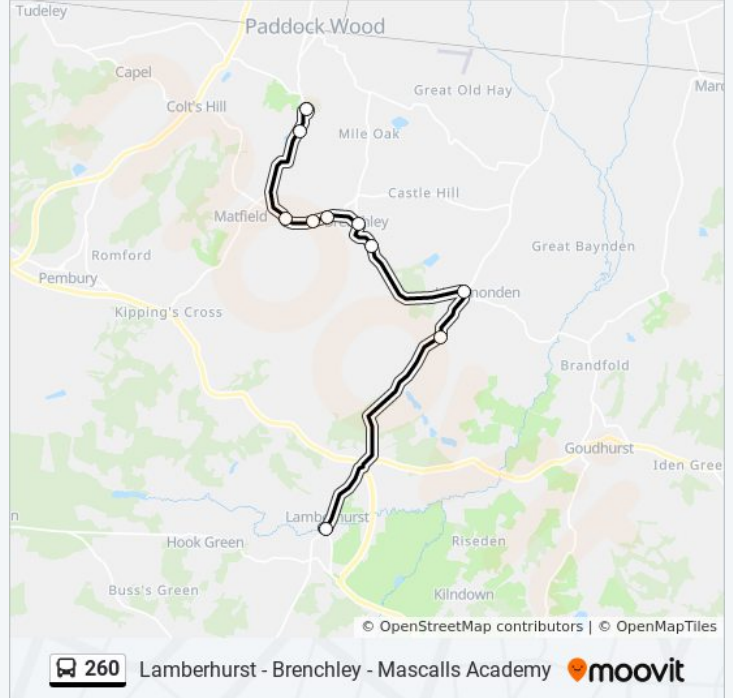 Tudeley
Paddock Wood
Capel
Great Old Hay
Colt's Hill
Mile Oak
Castle Hill
Matfield
Romford
Great Baynden
Pembury
Kipping's Cross
Brandfold
Goudhurst
Iden Gree
Hook Green
Riseden
Buss's Green
Kilndown
© OpenStreetMap contributors | © OpenMapTiles
260 Lamberhurst - Brenchley - Mascalls Academy moovit